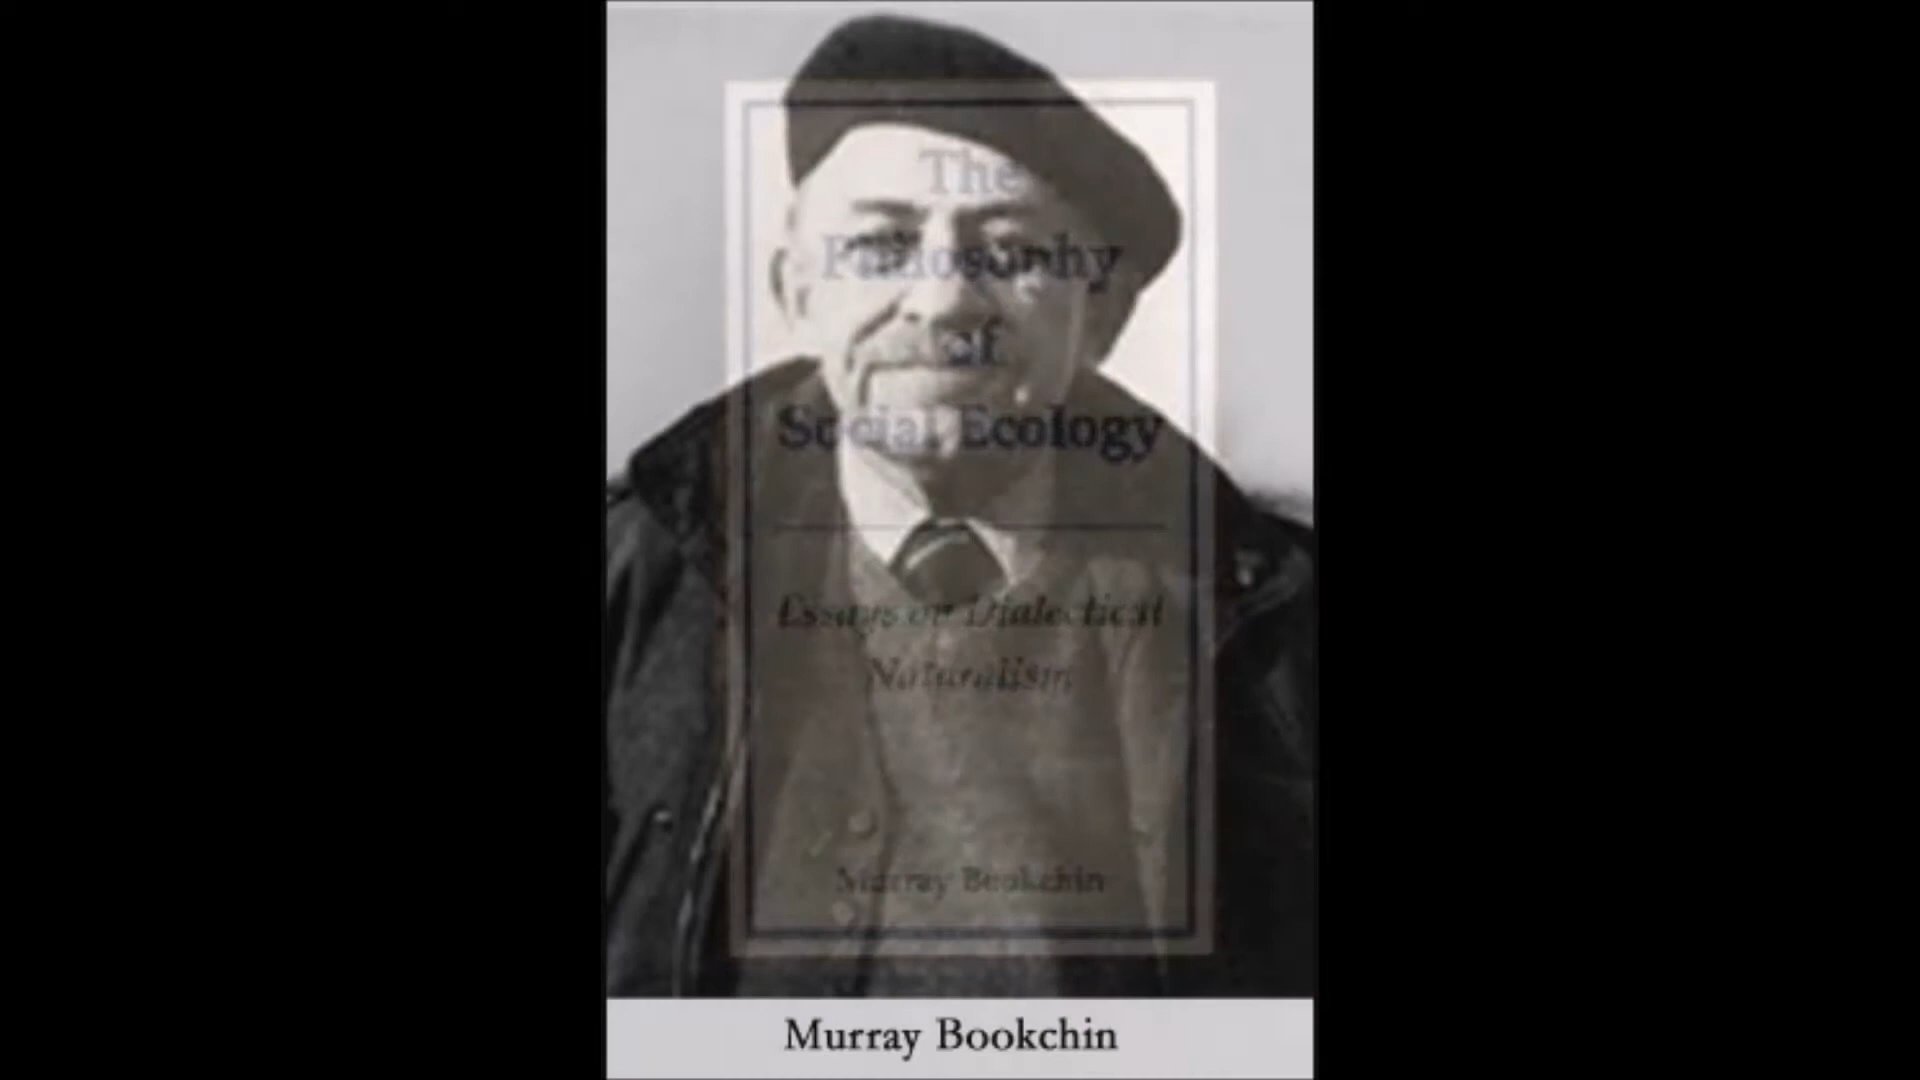 The
Philosophy
of
Social Ecology
Essays on Dialectical
Naturalism
Murray Bookchin
Murray Bookchin